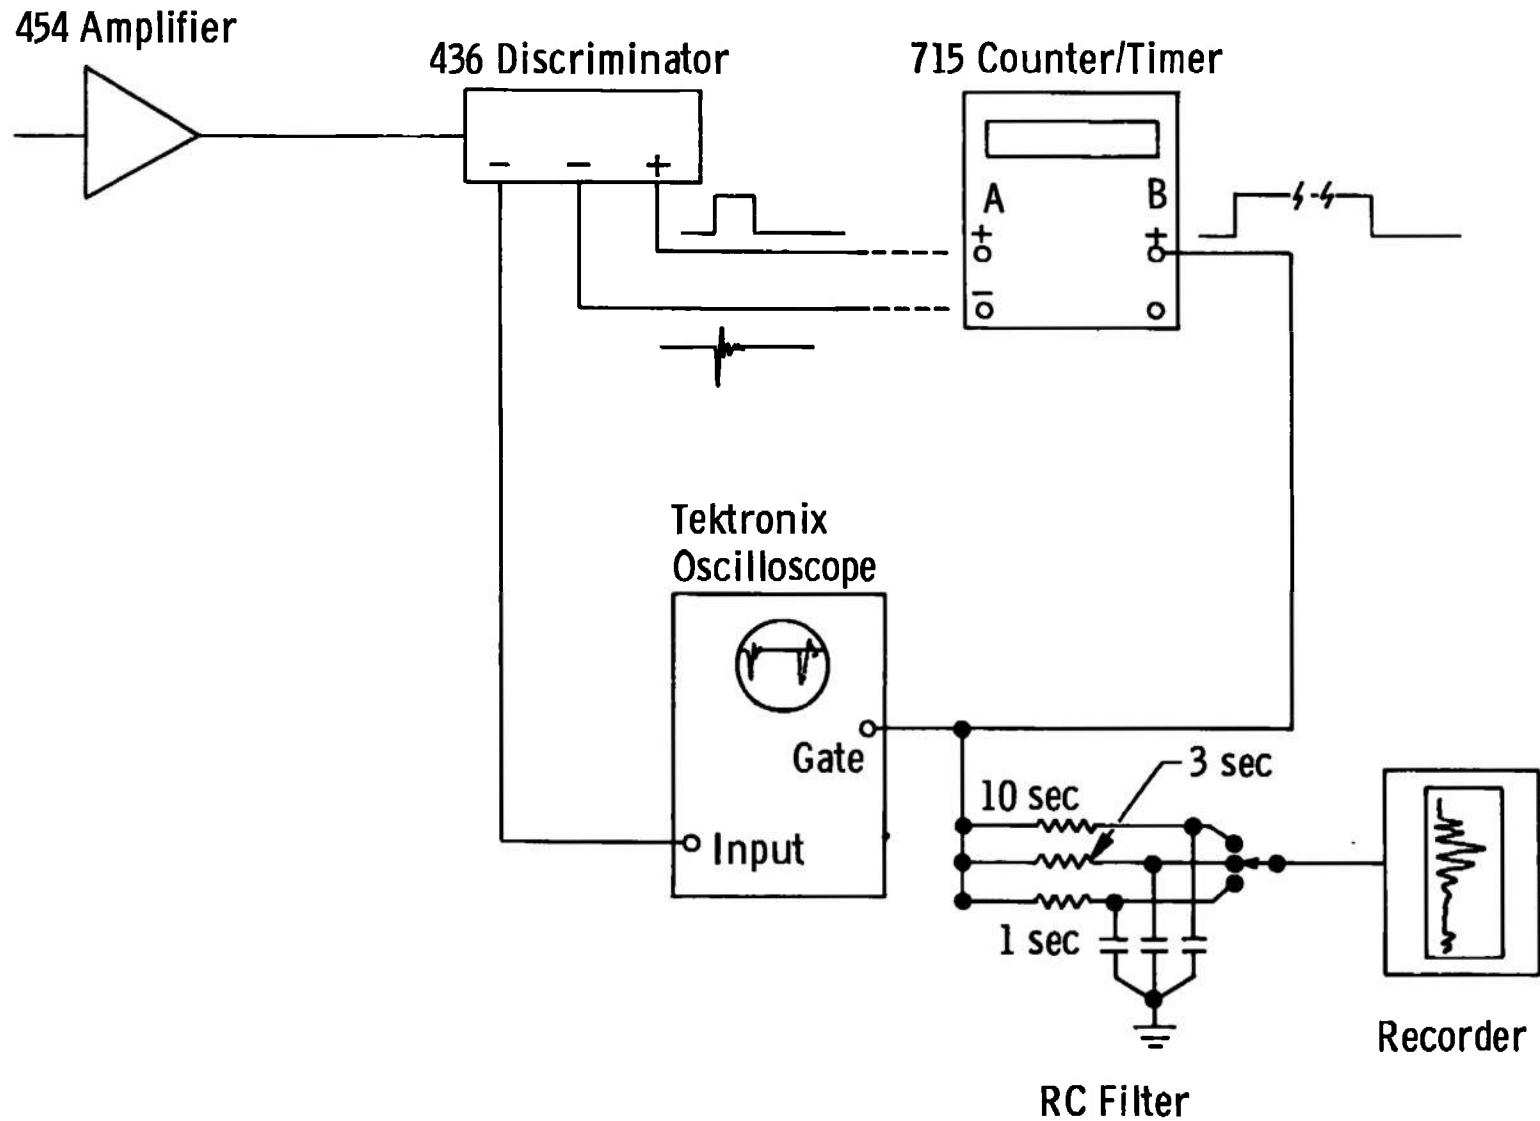 454 Amplifier
436 Discriminator
715 Counter/Timer
- - +
A
B
+
+
-
Tektronix
Oscilloscope
Gate
3 sec
10 sec
Input
1 sec
Recorder
RC Filter